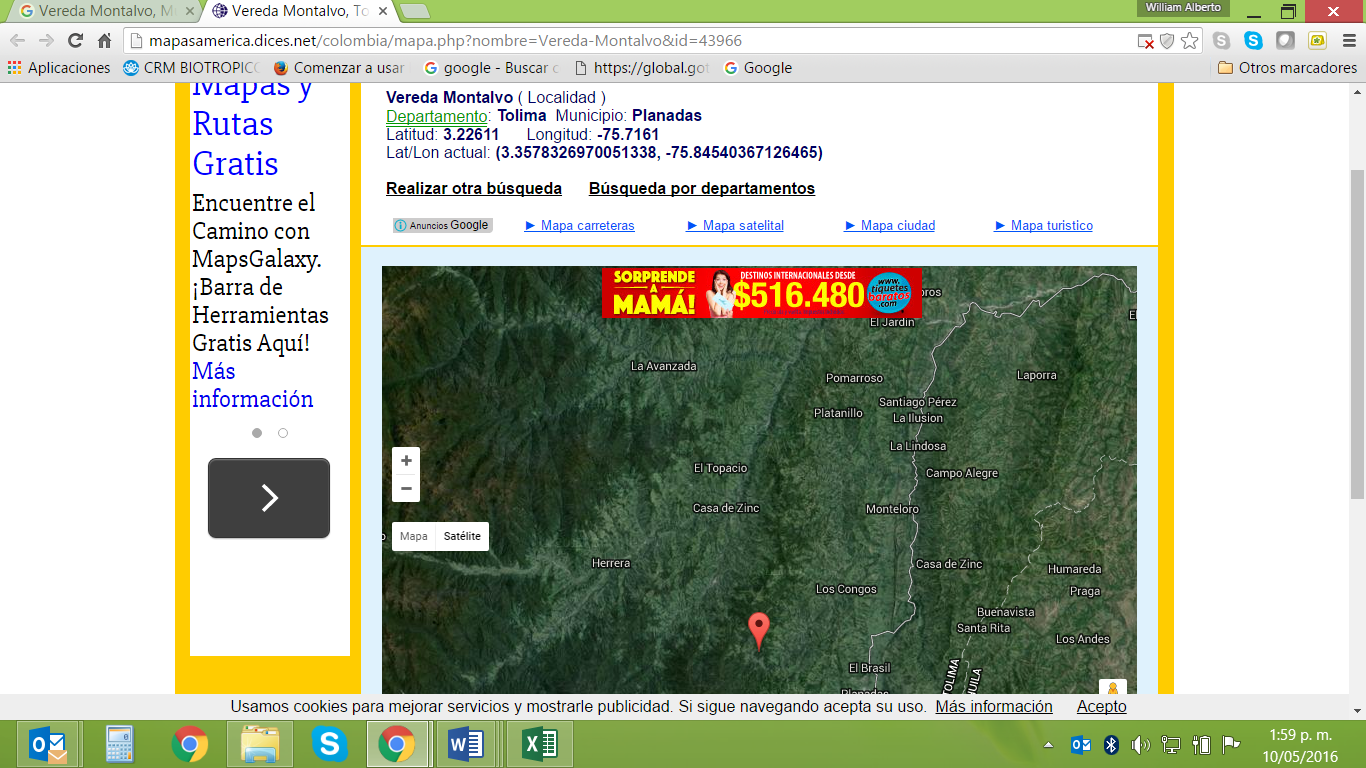 William Alberto
Vereda Montalvo, M
Vereda Montalvo, To
mapasamerica.dices.net/colombia/mapa.php?nombre=Vereda-Montalvo&id=43966
Aplicaciones
CRM BIOTROPICO
Comenzar a usar
google - Buscar c
https://global.got
Google
Otros marcadores
Mapas y
Rutas
Gratis
Encuentre el
Camino con
MapsGalaxy.
¡Barra de
Herramientas
Gratis Aquí!
Más
información
Vereda Montalvo ( Localidad )
Departamento: Tolima Municipio: Planadas
Latitud: 3.22611 Longitud: -75.7161
Lat/Lon actual: (3.3578326970051338, -75.84540367126465)
Realizar otra búsqueda Búsqueda por departamentos
Anuncios Google
► Mapa carreteras
► Mapa satelital
► Mapa ciudad
► Mapa turistico
SORPRENDE
A
MAMÁ!
DESTINOS INTERNACIONALES DESDE
$516.480
www.
tiquetes
baratos
.com
oros
El Jardin
E
La Avanzada
Pomarroso
Laporra
Santiago Pérez
Platanillo
La Ilusion
La Lindosa
El Topacio
Campo Alegre
Casa de Zinc
Monteloro
+
−
Mapa
Satélite
o
Herrera
Casa de Zinc
Humareda
Los Congos
Praga
Buenavista
Santa Rita
Los Andes
El Brasil
TOLIMA
HUILA
Planadas
Usamos cookies para mejorar servicios y mostrarle publicidad. Si sigue navegando acepta su uso. Más información Acepto
1:59 p. m.
10/05/2016